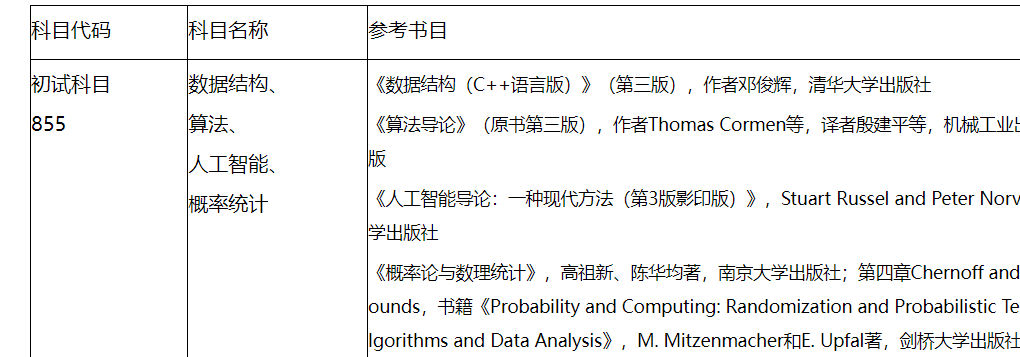 科目代码 科目名称 参考书目
初试科目 数据结构、 《数据结构（C++语言版）》（第三版），作者邓俊辉，清华大学出版社
855 算法、 《算法导论》（原书第三版），作者Thomas Cormen等，译者殷建平等，机械工业出
版
人工智能、 《人工智能导论：一种现代方法（第3版影印版）》，Stuart Russel and Peter Norv
概率统计 学出版社
《概率论与数理统计》，高祖新、陈华均著，南京大学出版社；第四章Chernoff and
ounds，书籍《Probability and Computing: Randomization and Probabilistic Te
lgorithms and Data Analysis》，M. Mitzenmacher和E. Upfal著，剑桥大学出版社